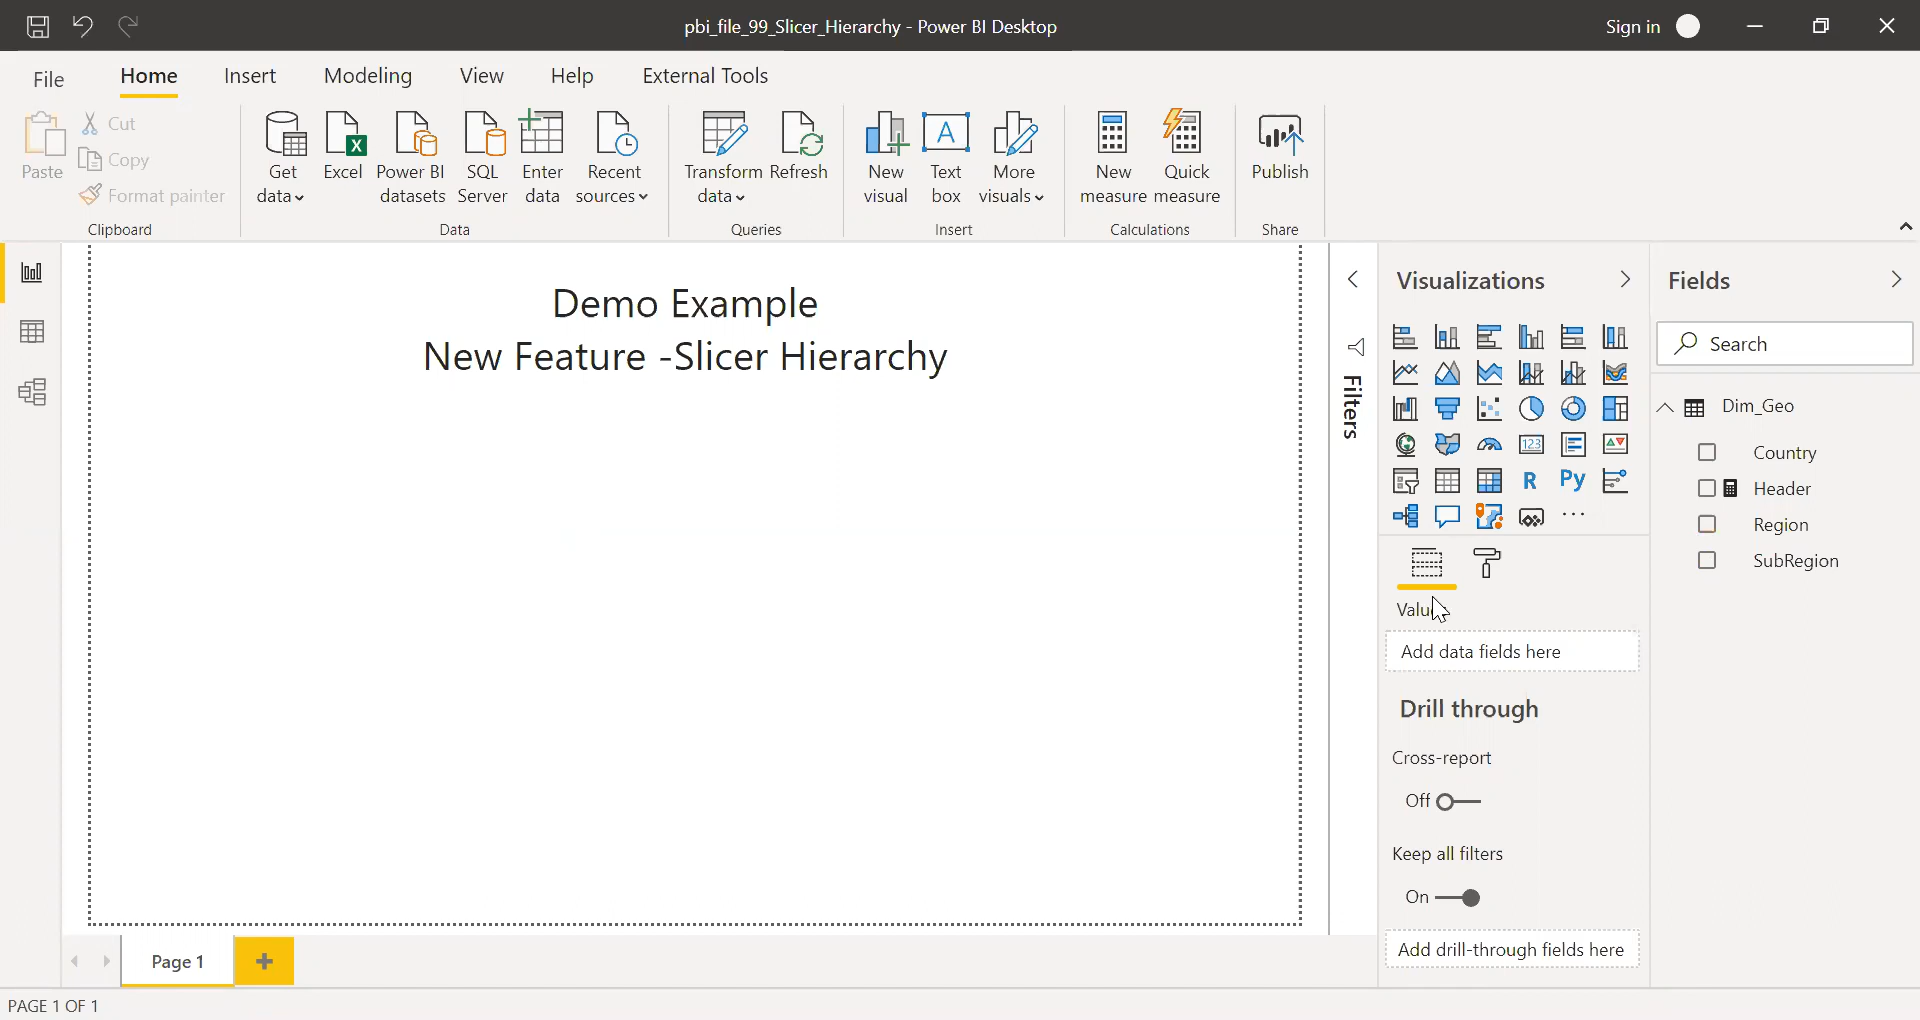 pbi_file_99_Slicer_Hierarchy - Power BI Desktop
Sign in
File
Home
Insert
Modeling
View
Help
External Tools
Paste
Cut
Copy
Format painter
Clipboard
Get
data
Excel
Power BI
datasets
SQL
Server
Enter
data
Recent
sources
Data
Transform
data
Refresh
Queries
New
visual
A
Text
box
More
visuals
Insert
New
measure
Quick
measure
Calculations
Publish
Share
Demo Example
New Feature -Slicer Hierarchy
Filters
Visualizations
123
R
Py
...
Add data fields here
Drill through
Cross-report
Off
Keep all filters
On
Add drill-through fields here
Fields
Search
Dim_Geo
Country
Header
Region
SubRegion
Page 1
PAGE 1 OF 1